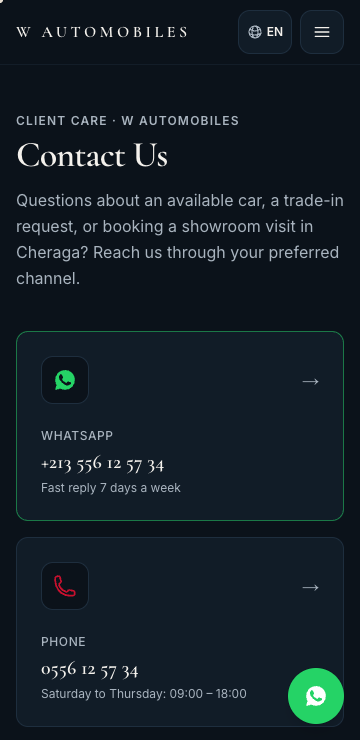 W AUTOMOBILES
EN
CLIENT CARE · W AUTOMOBILES
Contact Us
Questions about an available car, a trade-in
request, or booking a showroom visit in
Cheraga? Reach us through your preferred
channel.
→
WHATSAPP
+213 556 12 57 34
Fast reply 7 days a week
→
PHONE
0556 12 57 34
Saturday to Thursday: 09:00 – 18:00